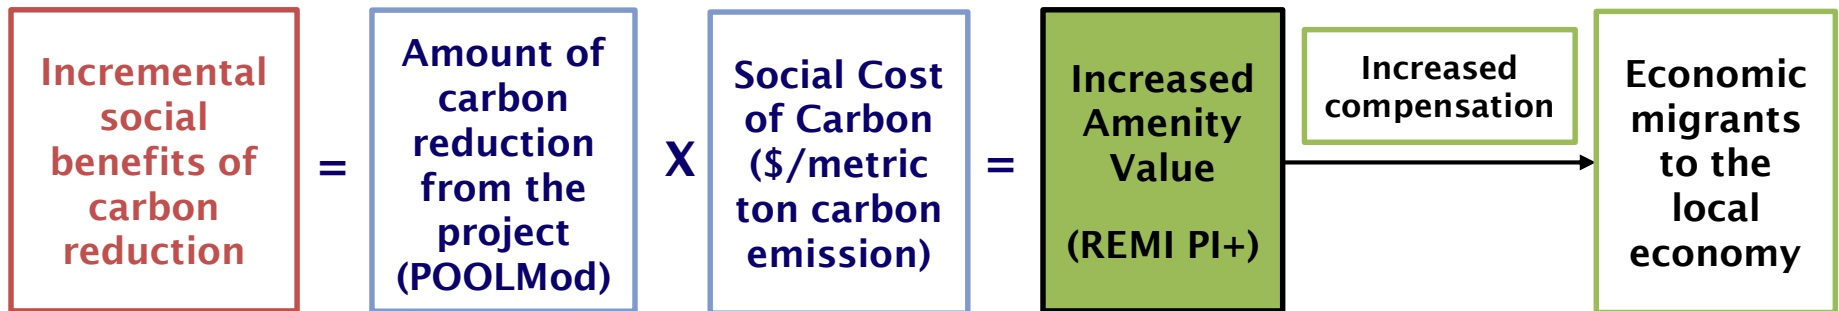 Incremental
social
benefits of
carbon
reduction
=
Amount of
carbon
reduction
from the
project
(POOLMod)
X
Social Cost
of Carbon
($/metric
ton carbon
emission)
=
Increased
Amenity
Value
(REMI PI+)
Increased
compensation
Economic
migrants
to the
local
economy